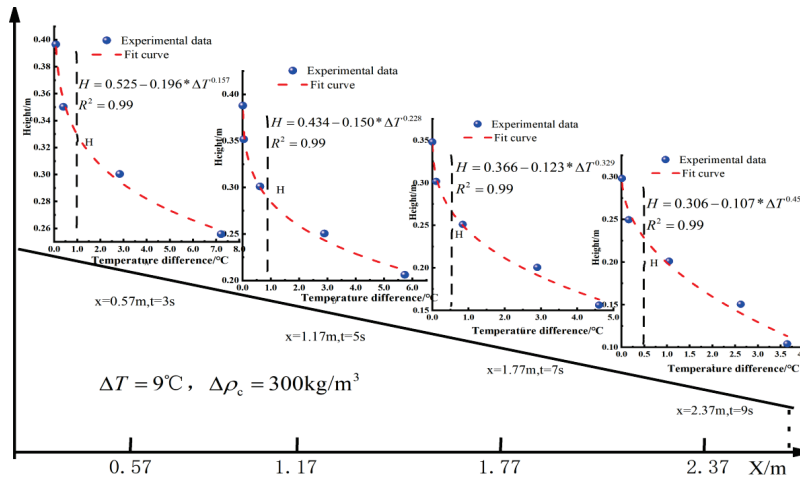 Experimental data
Fit curve
H = 0.525−0.196*ΔT^0.157
R² = 0.99
H
Height/m
0.40
0.38
0.36
0.34
0.32
0.30
0.28
0.26
0.0 1.0 2.0 3.0 4.0 5.0 6.0 7.0
Temperature difference/°C
x=0.57m,t=3s
Experimental data
Fit curve
H = 0.434−0.150*ΔT^0.228
R² = 0.99
H
Height/m
0.40
0.35
0.30
0.25
0.20
0.0 1.0 2.0 3.0 4.0 5.0 6.0
Temperature difference/°C
x=1.17m,t=5s
Experimental data
Fit curve
H = 0.366−0.123*ΔT^0.329
R² = 0.99
H
Height/m
0.35
0.30
0.25
0.20
0.15
0.0 1.0 2.0 3.0 4.0 5.0
Temperature difference/°C
x=1.77m,t=7s
Experimental data
Fit curve
H = 0.306−0.107*ΔT^0.45
R² = 0.99
H
Height/m
0.30
0.25
0.20
0.15
0.10
0.0 0.5 1.0 1.5 2.0 2.5 3.0 3.5 4.0
Temperature difference/°C
x=2.37m,t=9s
ΔT = 9℃, Δρc = 300kg/m³
0.57 1.17 1.77 2.37 X/m